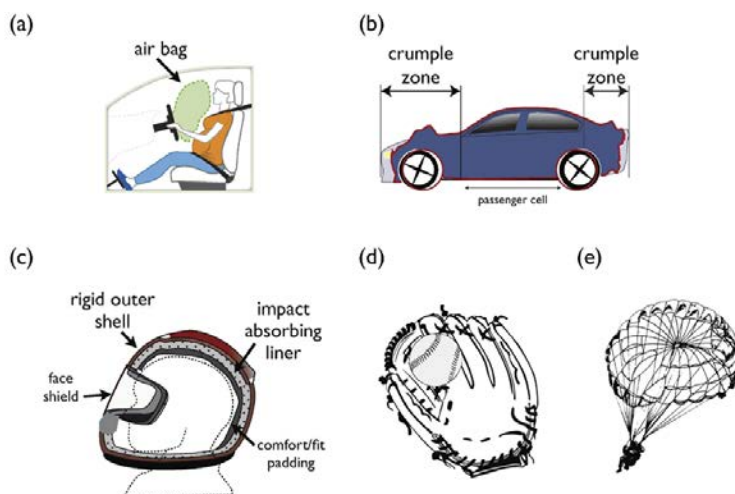 (a)
air bag
(b)
crumple
zone
crumple
zone
passenger cell
(c)
rigid outer
shell
impact
absorbing
liner
face
shield
comfort/fit
padding
(d)
(e)